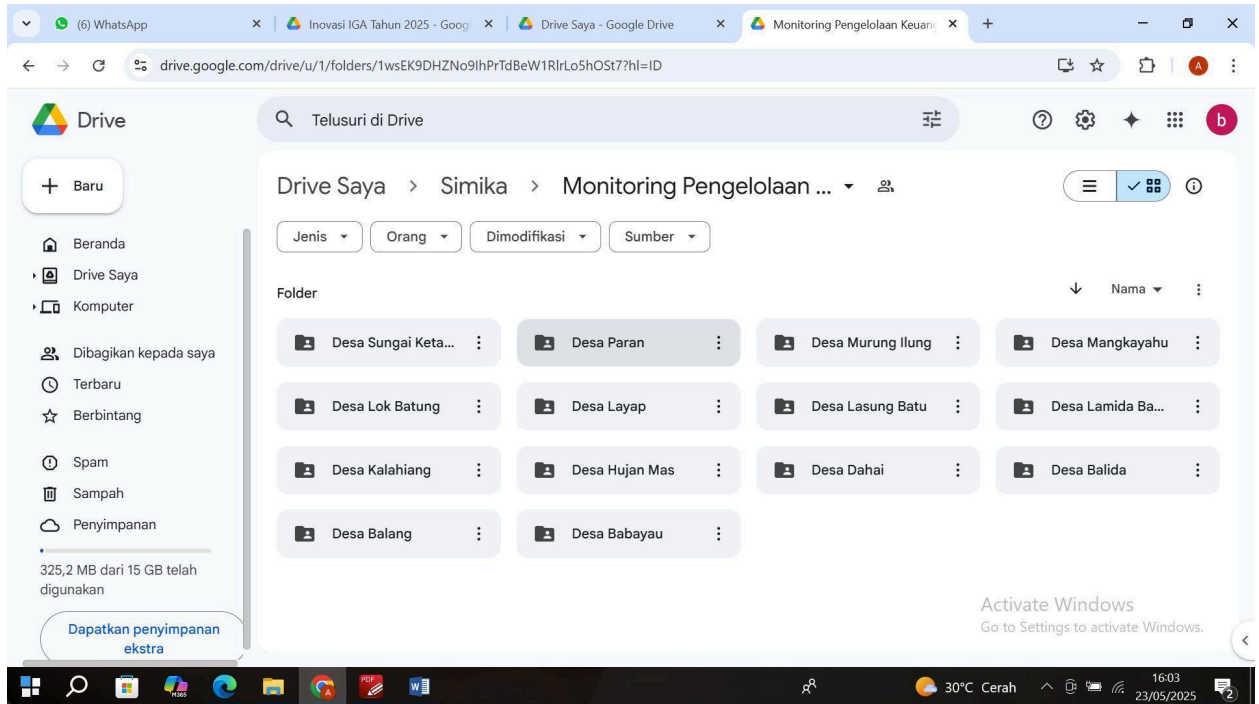 (6) WhatsApp
Inovasi IGA Tahun 2025 - Googl
Drive Saya - Google Drive
Monitoring Pengelolaan Keuang
drive.google.com/drive/u/1/folders/1wsEK9DHZNo9IhPrTdBeW1RlrLo5hOSt7?hl=ID
A
Drive
Telusuri di Drive
b
Baru
Drive Saya > Simika > Monitoring Pengelolaan ...
Jenis
Orang
Dimodifikasi
Sumber
Beranda
Drive Saya
Komputer
Dibagikan kepada saya
Terbaru
Berbintang
Spam
Sampah
Penyimpanan
325,2 MB dari 15 GB telah
digunakan
Dapatkan penyimpanan
ekstra
Folder
Nama
Desa Sungai Keta...
Desa Paran
Desa Murung Ilung
Desa Mangkayahu
Desa Lok Batung
Desa Layap
Desa Lasung Batu
Desa Lamida Ba...
Desa Kalahiang
Desa Hujan Mas
Desa Dahai
Desa Balida
Desa Balang
Desa Babayau
Activate Windows
Go to Settings to activate Windows.
M365
PDF
30°C Cerah
16:03
23/05/2025
2